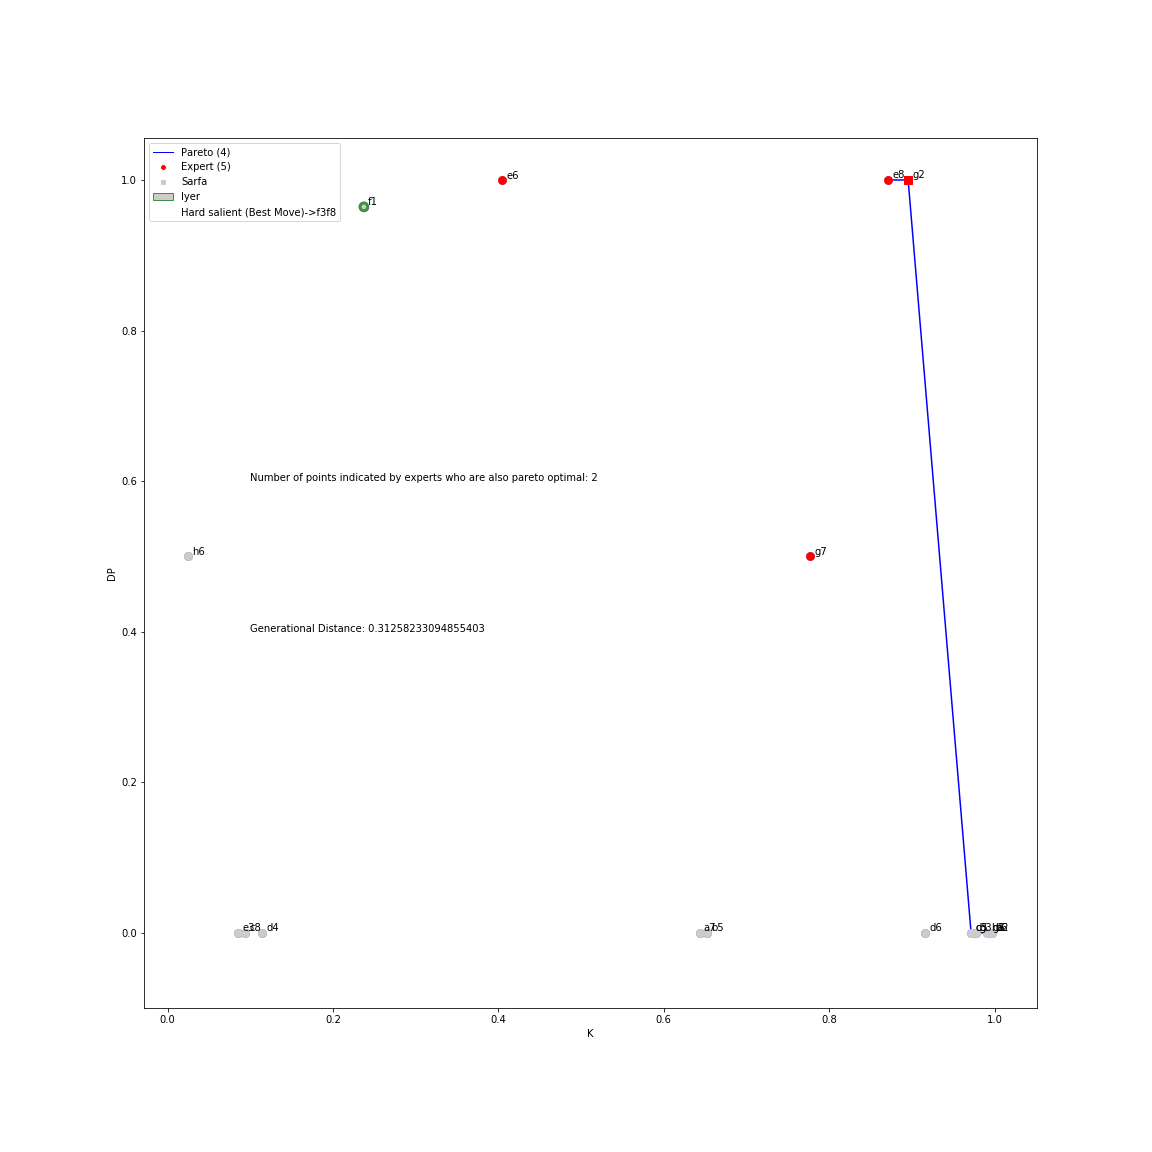 Pareto (4)
Expert (5)
Sarfa
Iyer
Hard salient (Best Move)->f3f8
1.0
0.8
0.6
0.4
0.2
0.0
DP
e6
e8
g2
f1
Number of points indicated by experts who are also pareto optimal: 2
h6
g7
Generational Distance: 0.31258233094855403
d4
d6
0.0
0.2
0.4
0.6
0.8
1.0
K